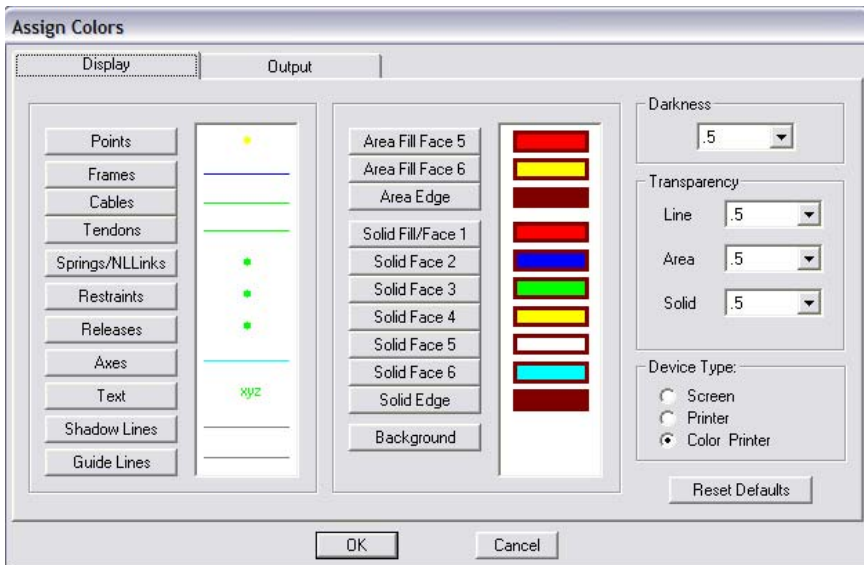 Assign Colors
Display
Output
Points
Frames
Cables
Tendons
Springs/NLLinks
Restraints
Releases
Axes
Text
xyz
Shadow Lines
Guide Lines
Area Fill Face 5
Area Fill Face 6
Area Edge
Solid Fill/Face 1
Solid Face 2
Solid Face 3
Solid Face 4
Solid Face 5
Solid Face 6
Solid Edge
Background
Darkness
.5
Transparency
Line .5
Area .5
Solid .5
Device Type:
Screen
Printer
Color Printer
Reset Defaults
OK
Cancel